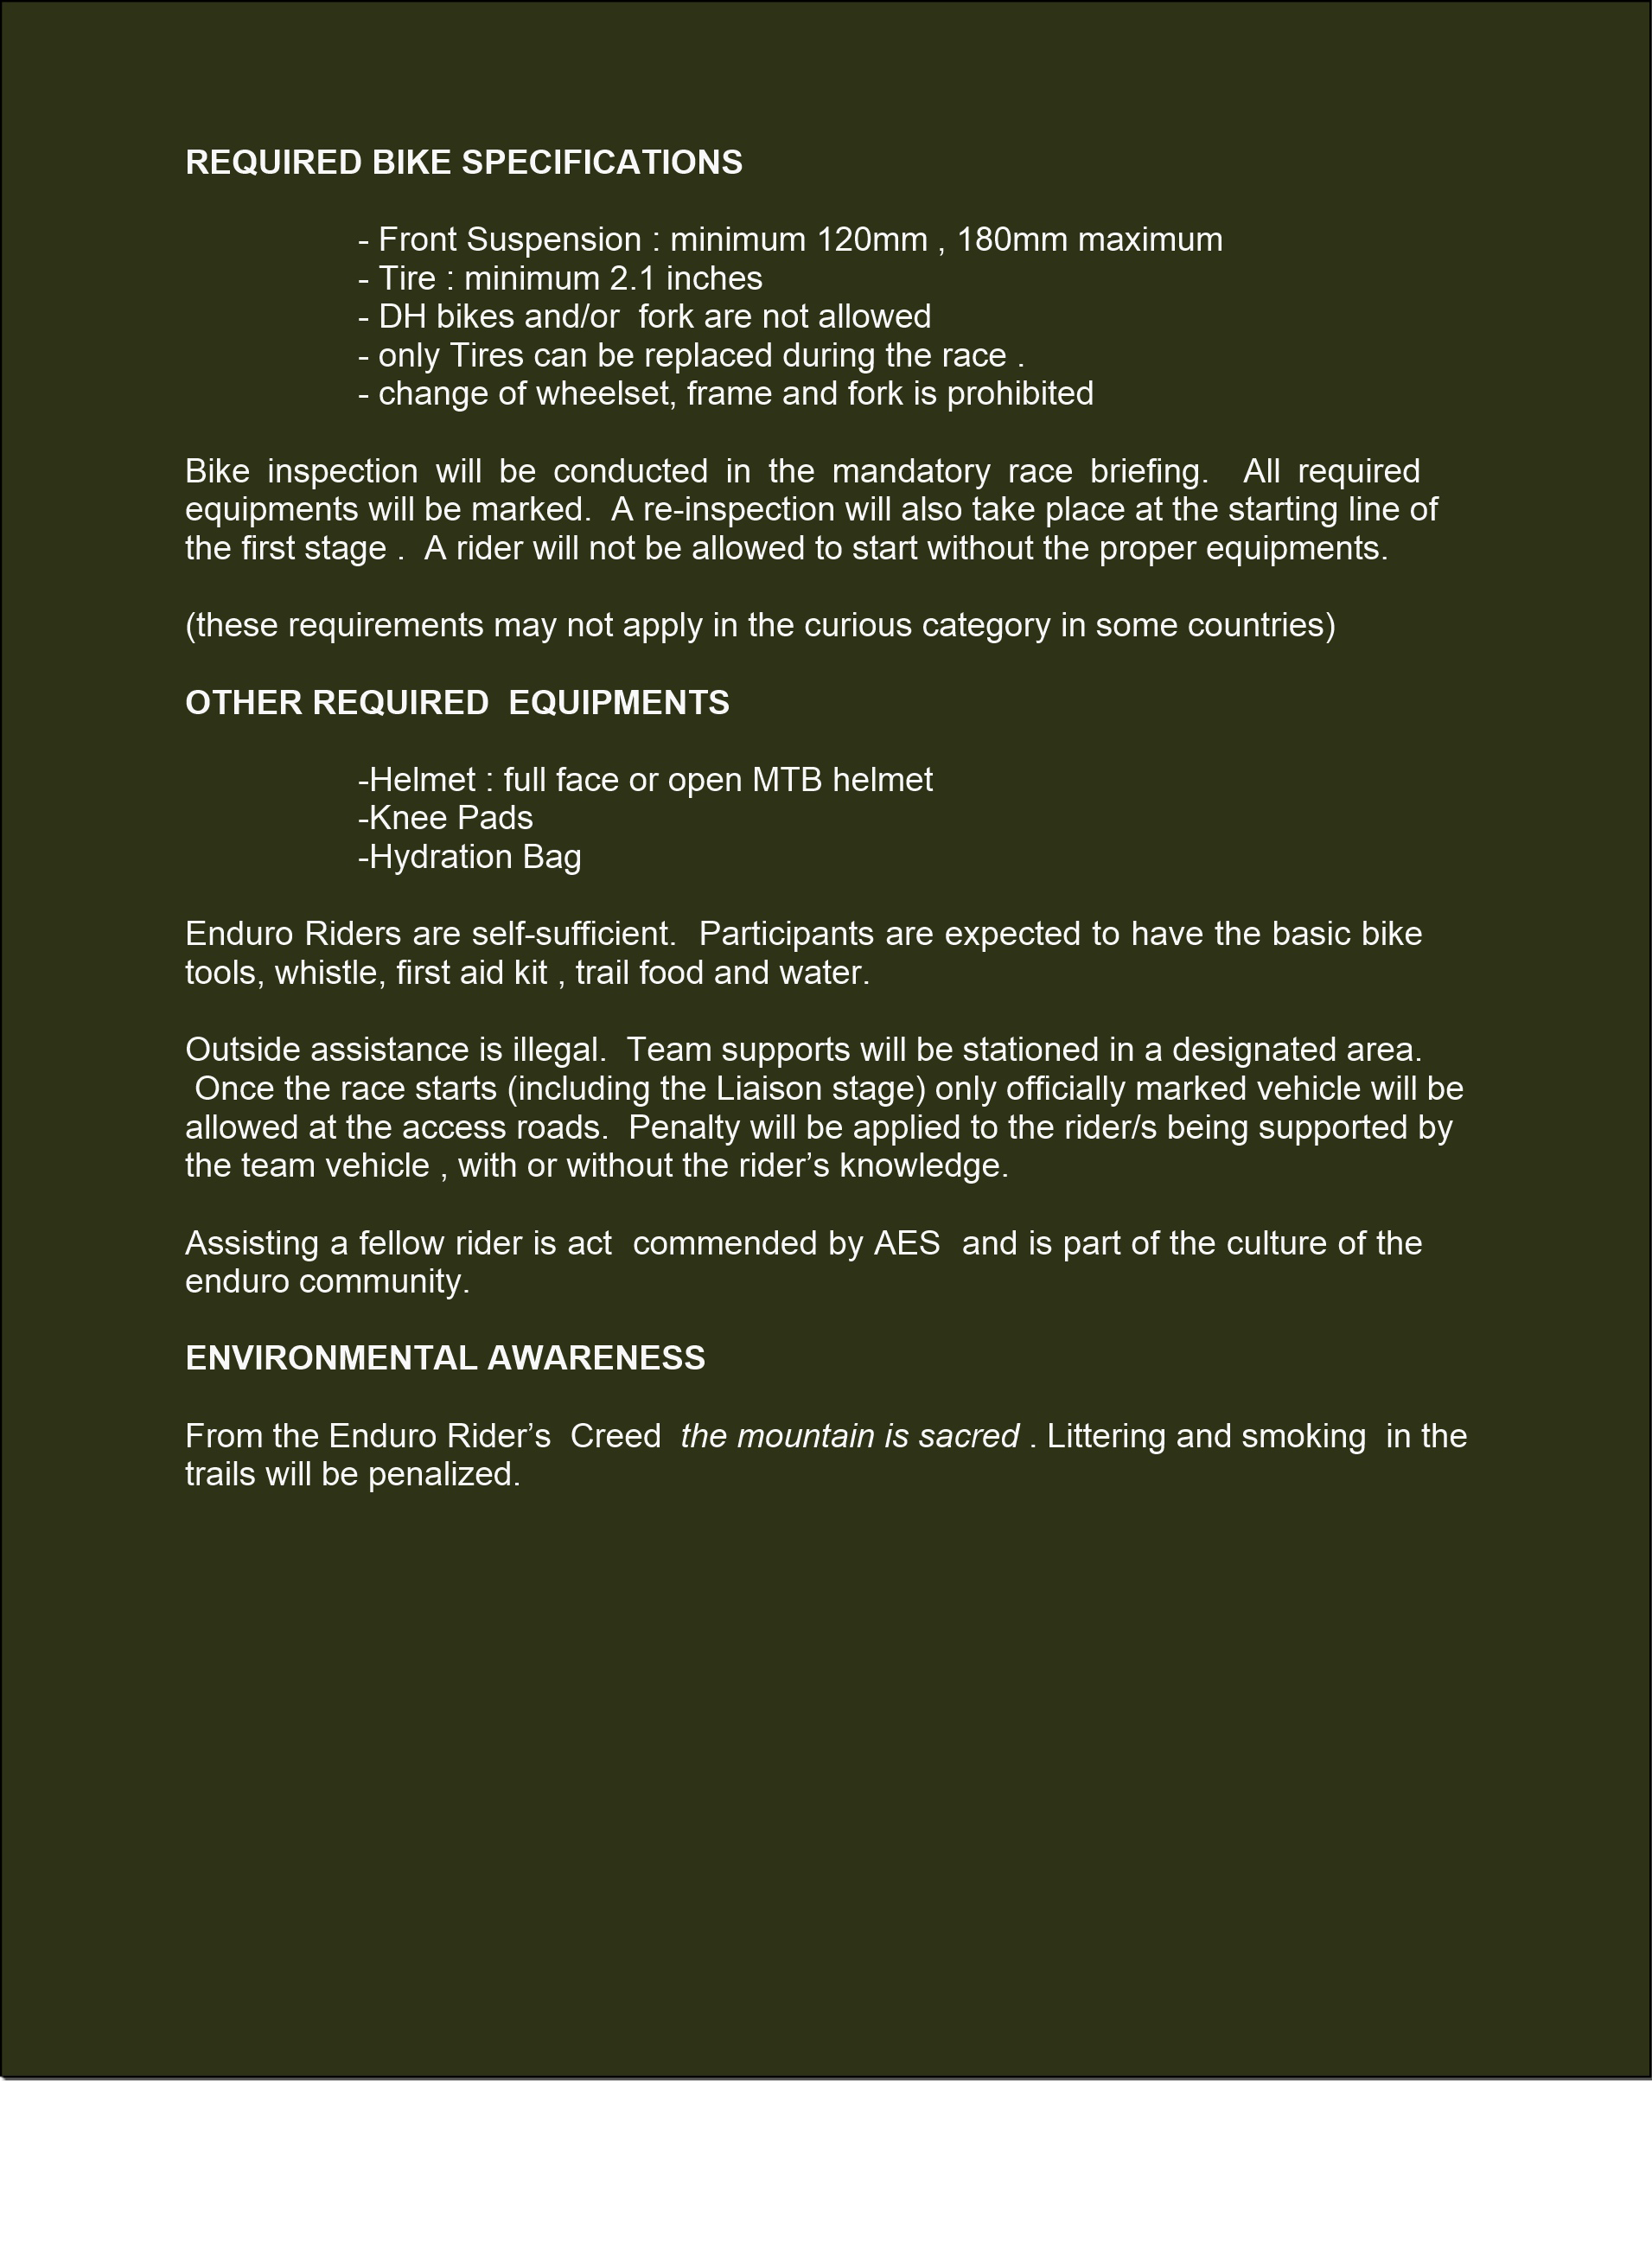 REQUIRED BIKE SPECIFICATIONS
- Front Suspension : minimum 120mm , 180mm maximum
- Tire : minimum 2.1 inches
- DH bikes and/or  fork are not allowed
- only Tires can be replaced during the race .
- change of wheelset, frame and fork is prohibited
Bike inspection will be conducted in the mandatory race briefing.  All required
equipments will be marked.  A re-inspection will also take place at the starting line of
the first stage .  A rider will not be allowed to start without the proper equipments.
(these requirements may not apply in the curious category in some countries)
OTHER REQUIRED  EQUIPMENTS
-Helmet : full face or open MTB helmet
-Knee Pads
-Hydration Bag
Enduro Riders are self-sufficient.  Participants are expected to have the basic bike
tools, whistle, first aid kit , trail food and water.
Outside assistance is illegal.  Team supports will be stationed in a designated area.
Once the race starts (including the Liaison stage) only officially marked vehicle will be
allowed at the access roads.  Penalty will be applied to the rider/s being supported by
the team vehicle , with or without the rider’s knowledge.
Assisting a fellow rider is act  commended by AES  and is part of the culture of the
enduro community.
ENVIRONMENTAL AWARENESS
From the Enduro Rider’s  Creed  the mountain is sacred . Littering and smoking  in the
trails will be penalized.